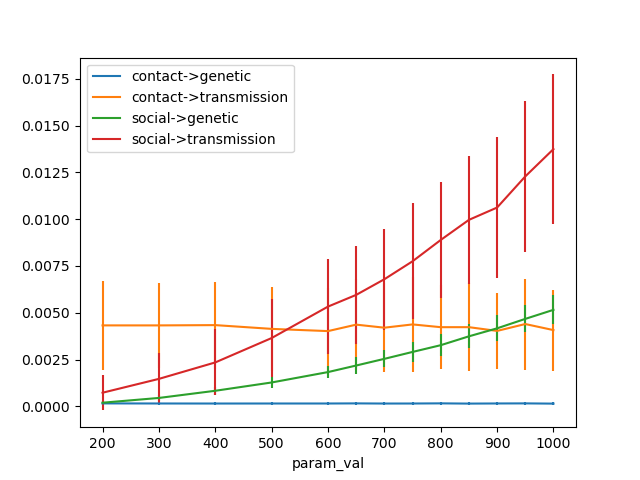 0.0175
0.0150
0.0125
0.0100
0.0075
0.0050
0.0025
0.0000
contact->genetic
contact->transmission
social->genetic
social->transmission
200 300 400 500 600 700 800 900 1000
param_val